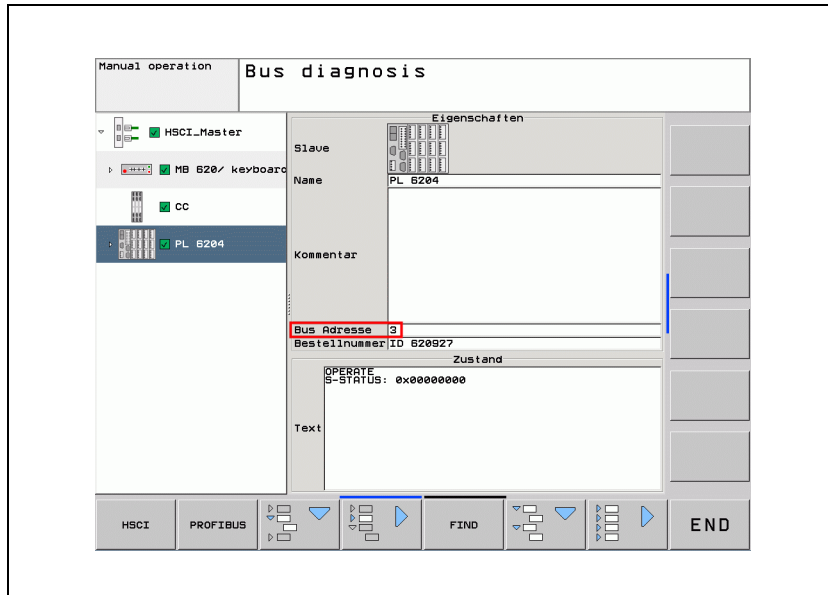 Manual operation
Bus diagnosis
HSCI_Master
MB 620/ keyboard
CC
PL 6204
Eigenschaften
Slave
Name PL 6204
Kommentar
Bus Adresse 3
Bestellnummer ID 620927
Zustand
OPERATE
S-STATUS: 0x00000000
Text
HSCI PROFIBUS FIND END